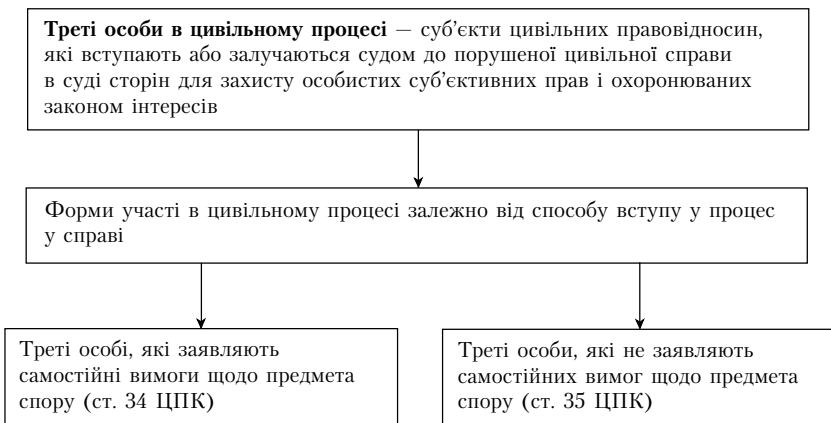 Треті особи в цивільному процесі — суб’єкти цивільних правовідносин,
які вступають або залучаються судом до порушеної цивільної справи
в суді сторін для захисту особистих суб’єктивних прав і охоронюваних
законом інтересів
Форми участі в цивільному процесі залежно від способу вступу у процес
у справі
Треті особі, які заявляють
самостійні вимоги щодо предмета
спору (ст. 34 ЦПК)
Треті особи, які не заявляють
самостійних вимог щодо предмета
спору (ст. 35 ЦПК)